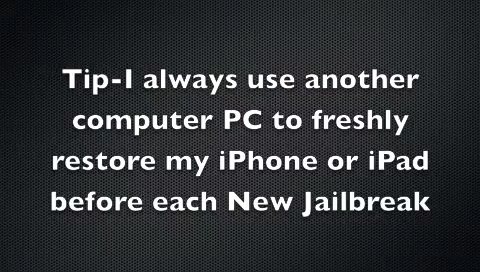 Tip-I always use another
computer PC to freshly
restore my iPhone or iPad
before each New Jailbreak